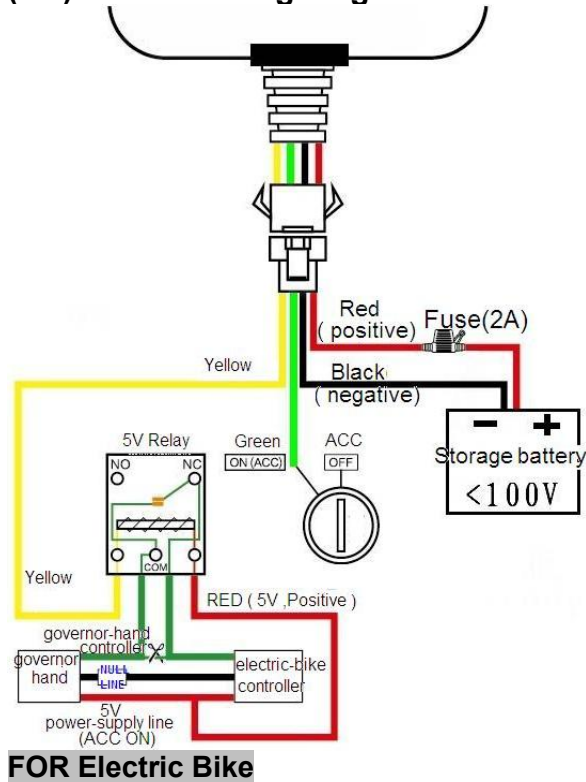 Red
( positive)
Fuse(2A)
Yellow
Black
( negative)
5V Relay
Green
ACC
ON (ACC)
OFF
Storage battery
<100V
NO
NC
COM
Yellow
RED ( 5V ,Positive )
governor-hand
controller
governor
hand
NULL
LINE
electric-bike
controller
5V
power-supply line
(ACC ON)
FOR Electric Bike